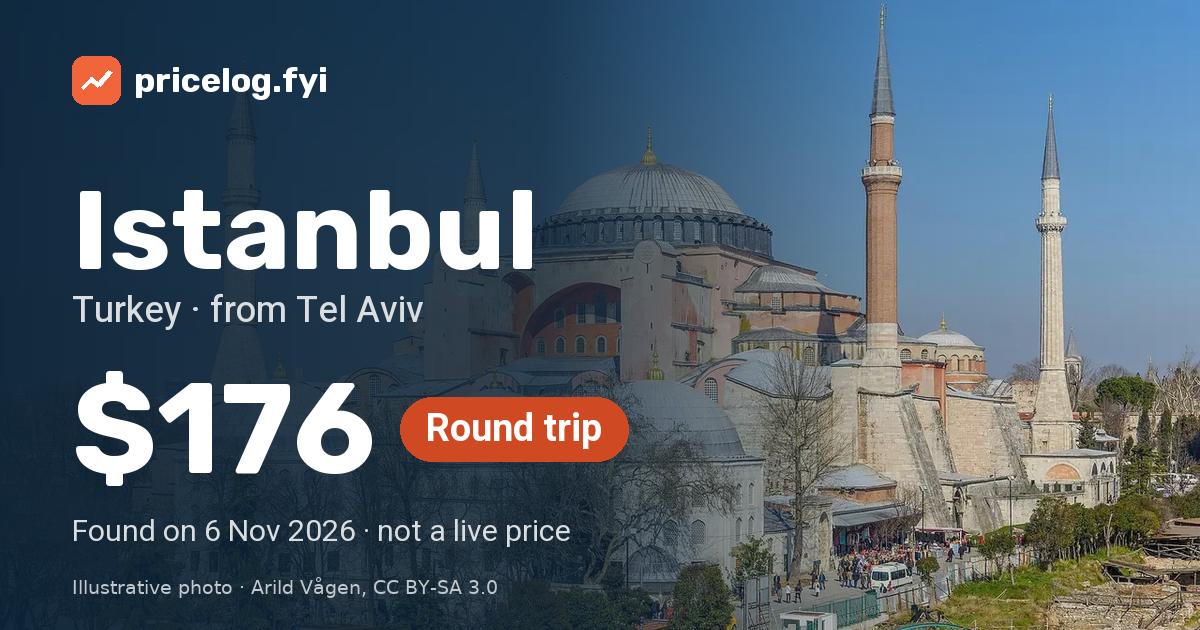 pricelog.fyi
Istanbul
Turkey · from Tel Aviv
$176 Round trip
Found on 6 Nov 2026 · not a live price
Illustrative photo · Arild Vågen, CC BY-SA 3.0